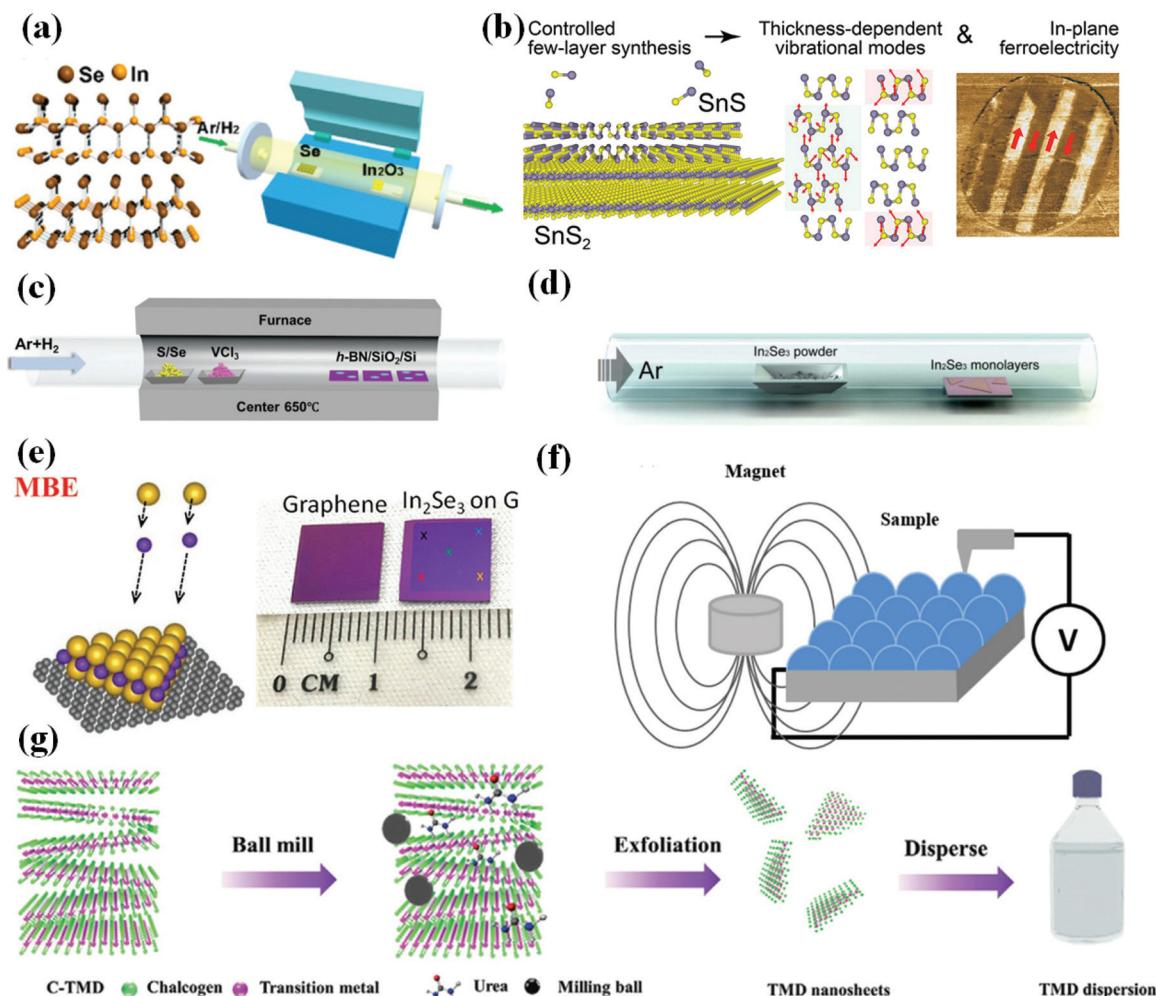 (a)
Se In
Ar/H₂
Se
In₂O₃
(b) Controlled
few-layer synthesis
Thickness-dependent
vibrational modes
&
In-plane
ferroelectricity
SnS
SnS₂
(c)
Furnace
Ar+H₂
S/Se
VCl₃
h-BN/SiO₂/Si
Center 650℃
(d)
Ar
In₂Se₃ powder
In₂Se₃ monolayers
(e)
MBE
Graphene
In₂Se₃ on G
x x
x
x x
0 CM 1 2
(f)
Magnet
Sample
V
(g)
Ball mill
Exfoliation
Disperse
C-TMD Chalcogen Transition metal Urea Milling ball TMD nanosheets TMD dispersion